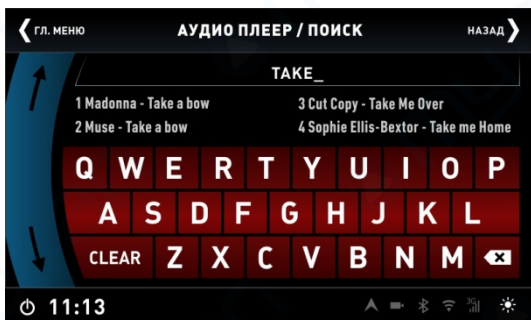 ГЛ. МЕНЮ АУДИО ПЛЕЕР / ПОИСК НАЗАД
TAKE_
1 Madonna - Take a bow 3 Cut Copy - Take Me Over
2 Muse - Take a bow 4 Sophie Ellis-Bextor - Take me Home
Q W E R T Y U I O P
A S D F G H J K L
CLEAR Z X C V B N M
11:13 3G